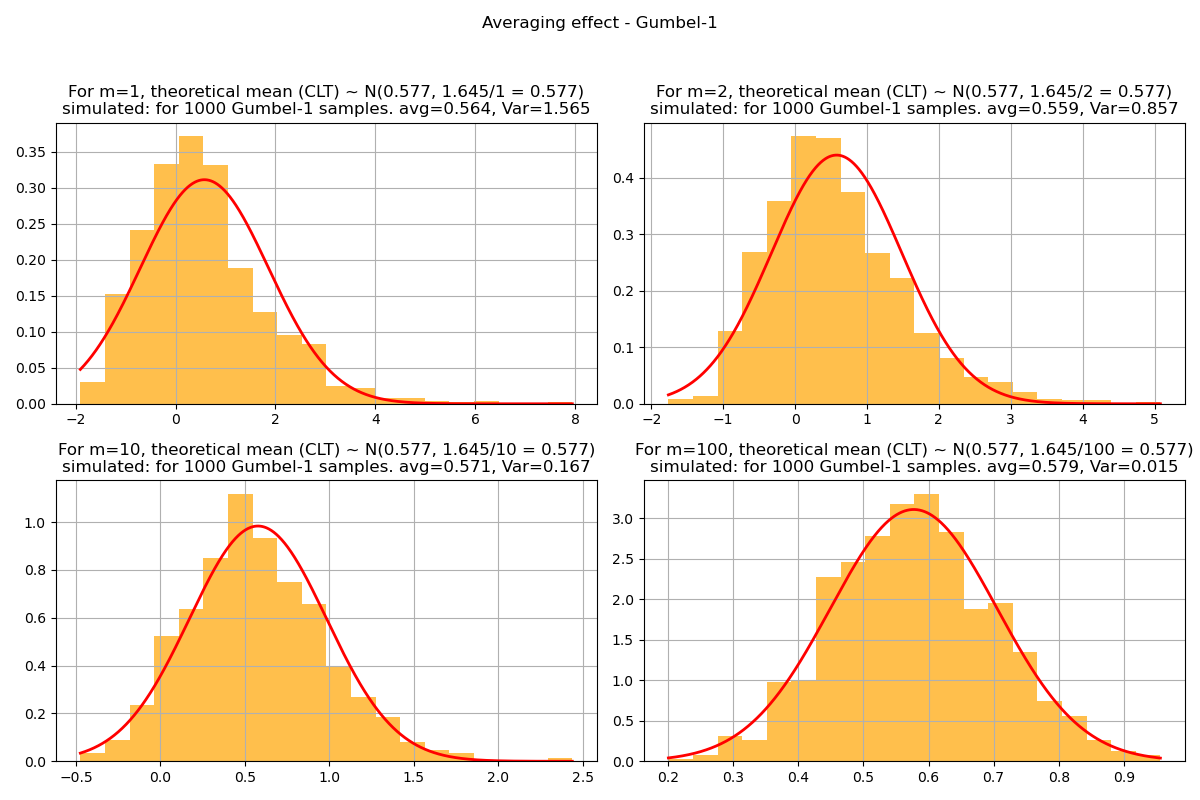 Averaging effect - Gumbel-1
For m=1, theoretical mean (CLT) ~ N(0.577, 1.645/1 = 0.577)
simulated: for 1000 Gumbel-1 samples. avg=0.564, Var=1.565
0.35
0.30
0.25
0.20
0.15
0.10
0.05
0.00
−2 0 2 4 6 8
For m=2, theoretical mean (CLT) ~ N(0.577, 1.645/2 = 0.577)
simulated: for 1000 Gumbel-1 samples. avg=0.559, Var=0.857
0.4
0.3
0.2
0.1
0.0
−2 −1 0 1 2 3 4 5
For m=10, theoretical mean (CLT) ~ N(0.577, 1.645/10 = 0.577)
simulated: for 1000 Gumbel-1 samples. avg=0.571, Var=0.167
1.0
0.8
0.6
0.4
0.2
0.0
−0.5 0.0 0.5 1.0 1.5 2.0 2.5
For m=100, theoretical mean (CLT) ~ N(0.577, 1.645/100 = 0.577)
simulated: for 1000 Gumbel-1 samples. avg=0.579, Var=0.015
3.0
2.5
2.0
1.5
1.0
0.5
0.0
0.2 0.3 0.4 0.5 0.6 0.7 0.8 0.9